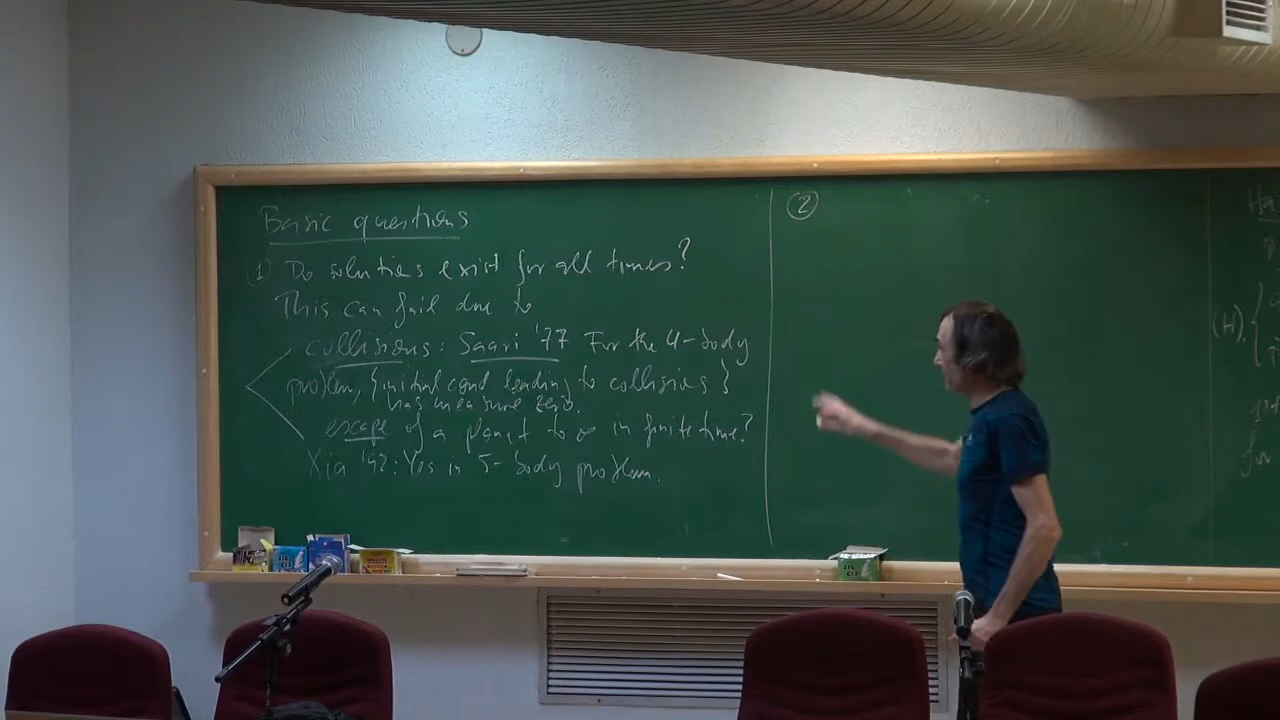 Basic questions
1) Do solutions exist for all times?
This can fail due to
collisions: Saari '77 For the 4-body
problem, {initial cond leading to collisions}
has measure zero.
escape of a planet to ∞ in finite time?
Xia '92: Yes in 5-body problem.
2
(H)
for